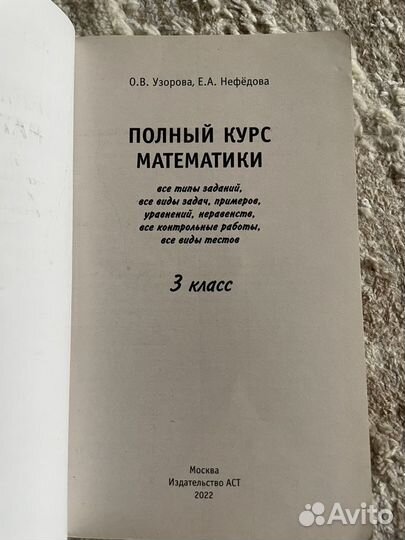 О.В. Узорова, Е.А. Нефёдова
ПОЛНЫЙ КУРС
МАТЕМАТИКИ
все типы заданий,
все виды задач, примеров,
уравнений, неравенств,
все контрольные работы,
все виды тестов
3 класс
Москва
Издательство АСТ
2022
Avito